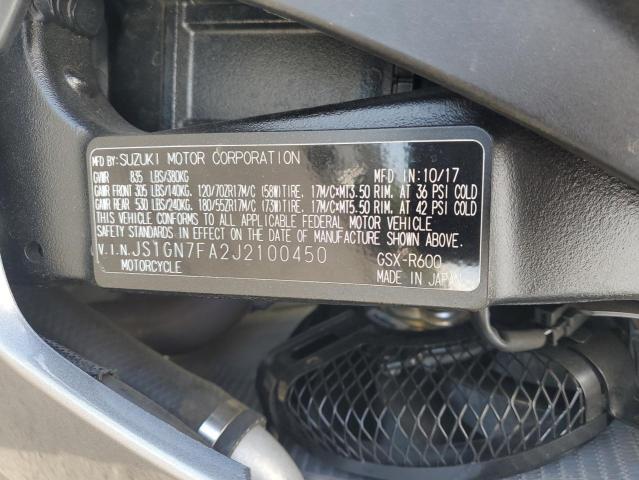 MFD BY: SUZUKI MOTOR CORPORATION
GVWR 835 LBS/380KG MFD IN: 10/17
GAWR FRONT 305 LBS/140KG. 120/70ZR17M/C (58W)TIRE. 17M/C×MT3.50 RIM. AT 36 PSI COLD
GAWR REAR 530 LBS/240KG. 180/55ZR17M/C (73W)TIRE. 17M/C×MT5.50 RIM. AT 42 PSI COLD
THIS VEHICLE CONFORMS TO ALL APPLICABLE FEDERAL MOTOR VEHICLE
SAFETY STANDARDS IN EFFECT ON THE DATE OF MANUFACTURE SHOWN ABOVE.
V.I.N. JS1GN7FA2J2100450 GSX-R600
MOTORCYCLE MADE IN JAPAN